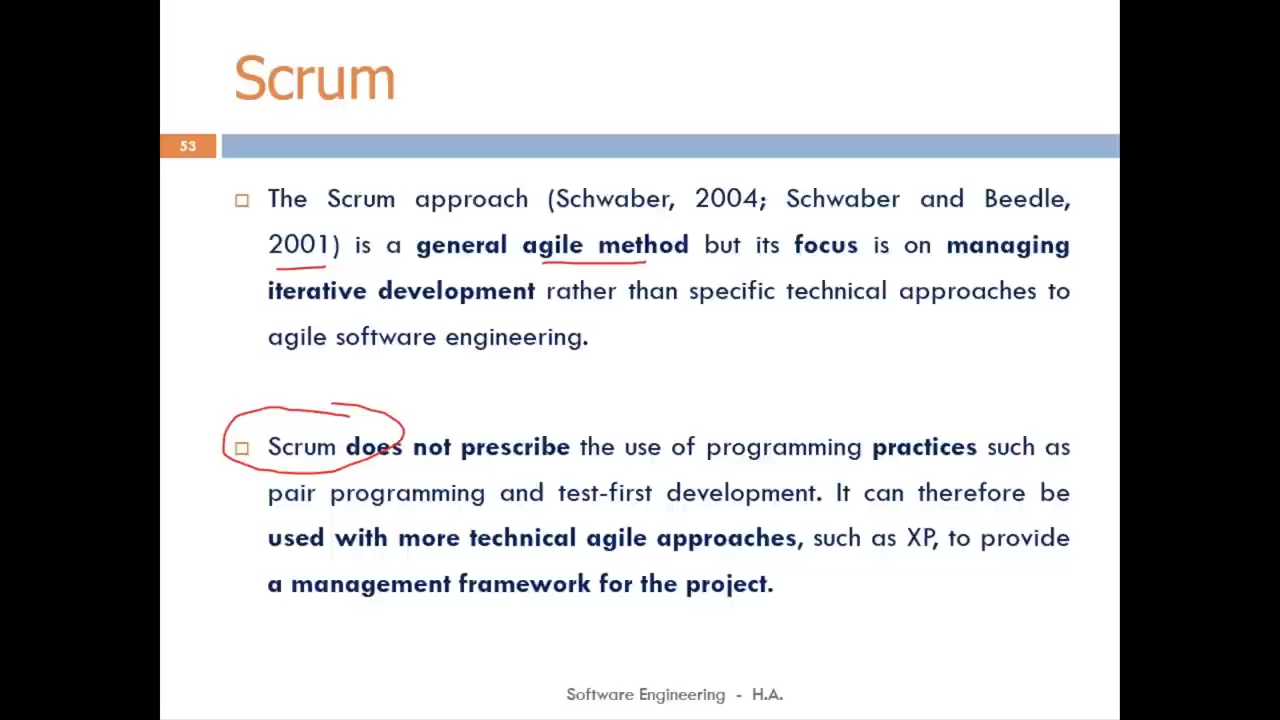 Scrum
53
The Scrum approach (Schwaber, 2004; Schwaber and Beedle,
2001) is a general agile method but its focus is on managing
iterative development rather than specific technical approaches to
agile software engineering.
Scrum does not prescribe the use of programming practices such as
pair programming and test-first development. It can therefore be
used with more technical agile approaches, such as XP, to provide
a management framework for the project.
Software Engineering - H.A.